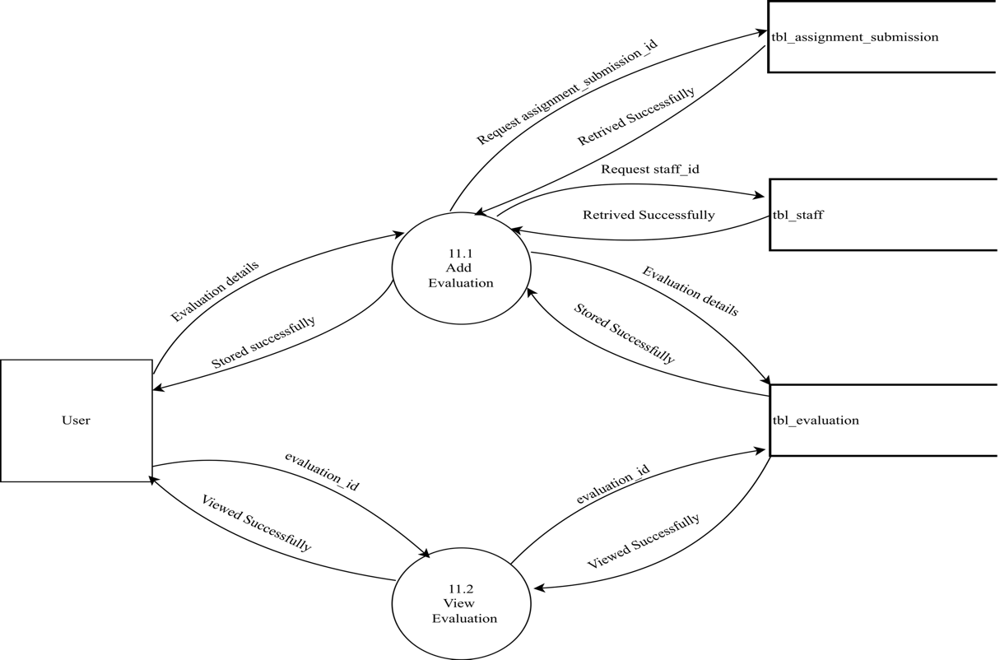 tbl_assignment_submission
Request assignment_submission_id
Retrived Successfully
Request staff_id
Retrived Successfully
tbl_staff
11.1
Add
Evaluation
Evaluation details
Stored successfully
Evaluation details
Stored Successfully
User
tbl_evaluation
evaluation_id
Viewed Successfully
evaluation_id
Viewed Successfully
11.2
View
Evaluation